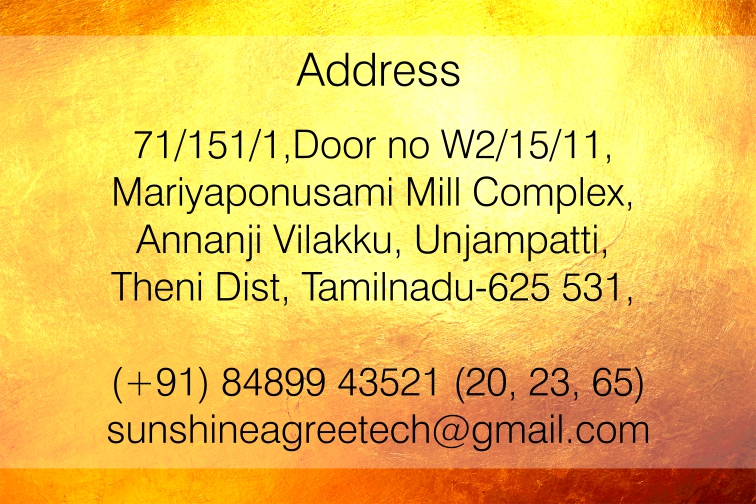 Address
71/151/1,Door no W2/15/11,
Mariyaponusami Mill Complex,
Annanji Vilakku, Unjampatti,
Theni Dist, Tamilnadu-625 531,
(+91) 84899 43521 (20, 23, 65)
sunshineagreetech@gmail.com